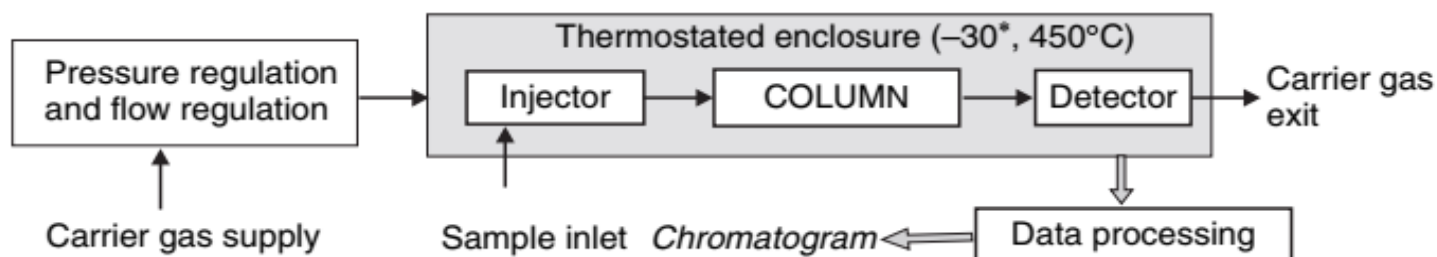 Thermostated enclosure (–30*, 450°C)
Pressure regulation
and flow regulation
Injector
COLUMN
Detector
Carrier gas
exit
Carrier gas supply
Sample inlet
Chromatogram
Data processing